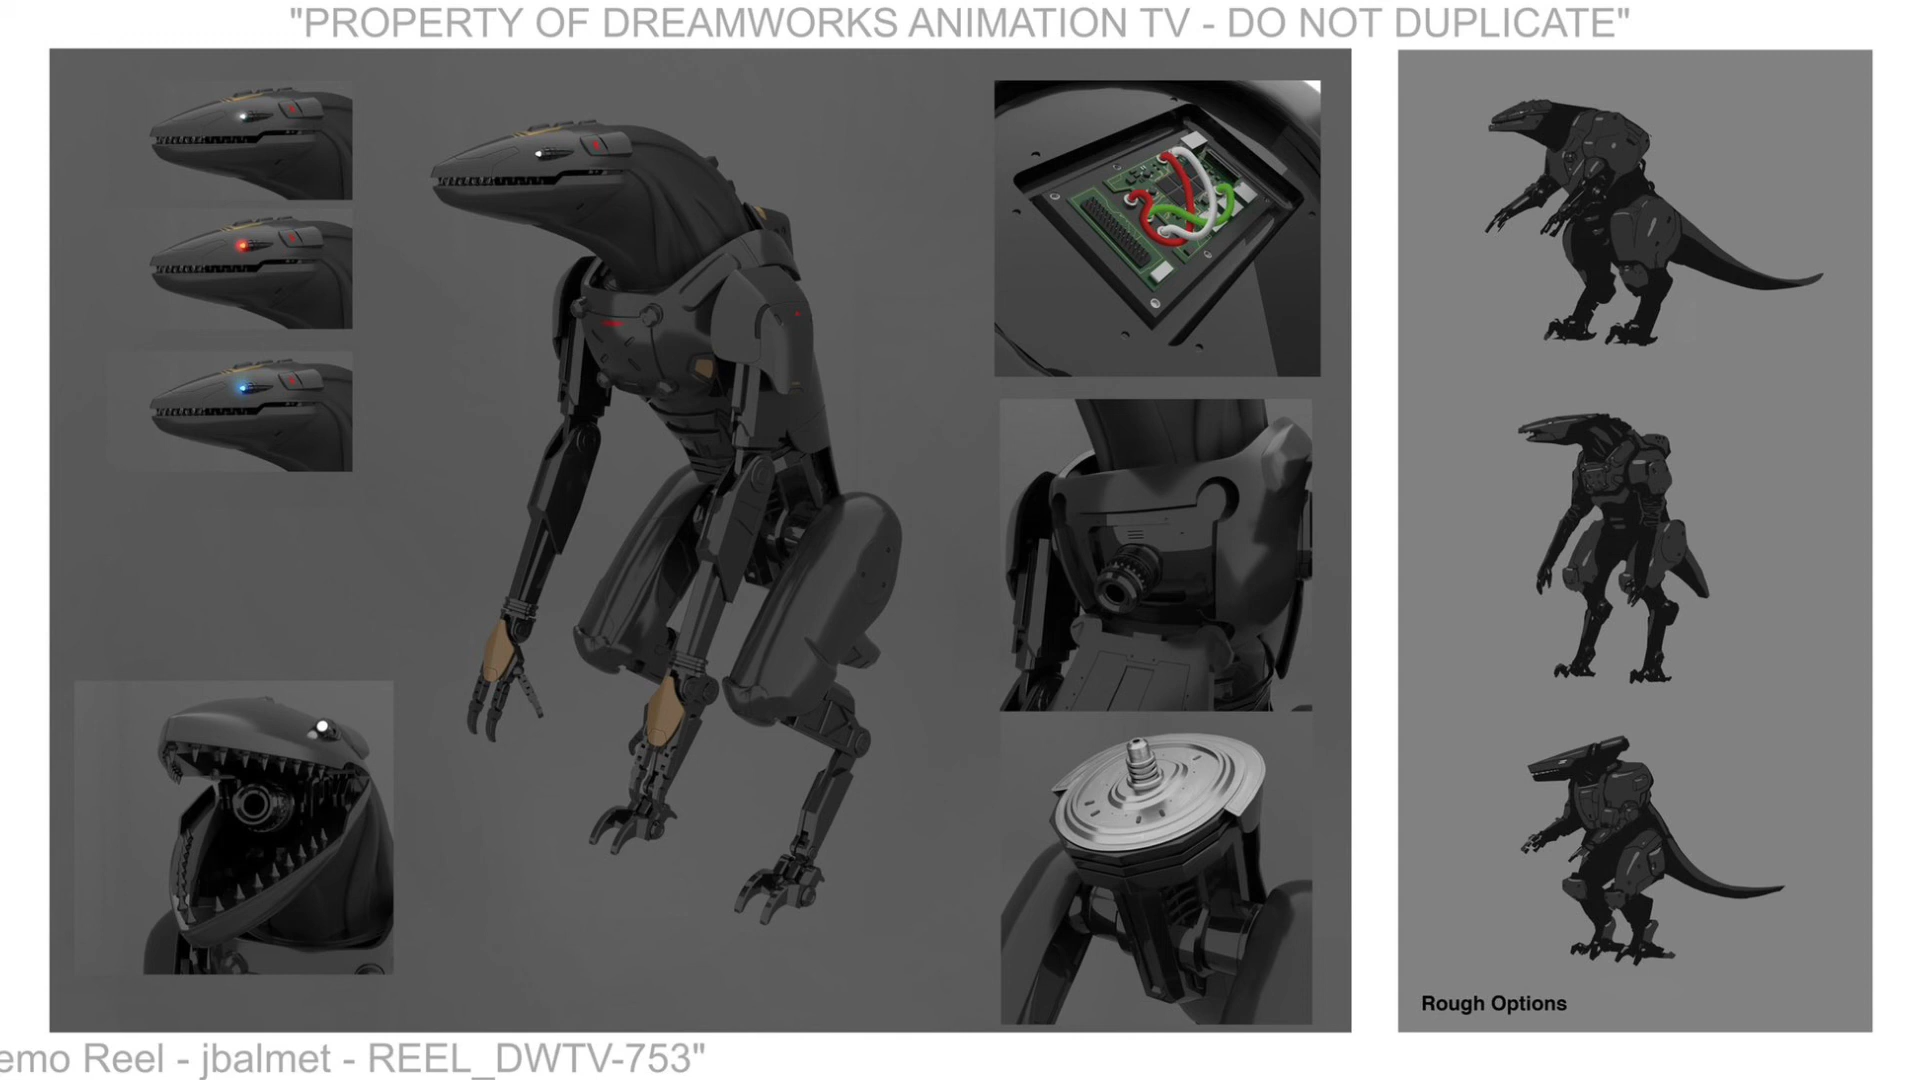 "PROPERTY OF DREAMWORKS ANIMATION TV - DO NOT DUPLICATE"
Rough Options
emo Reel - jbalmet - REEL_DWTV-753"